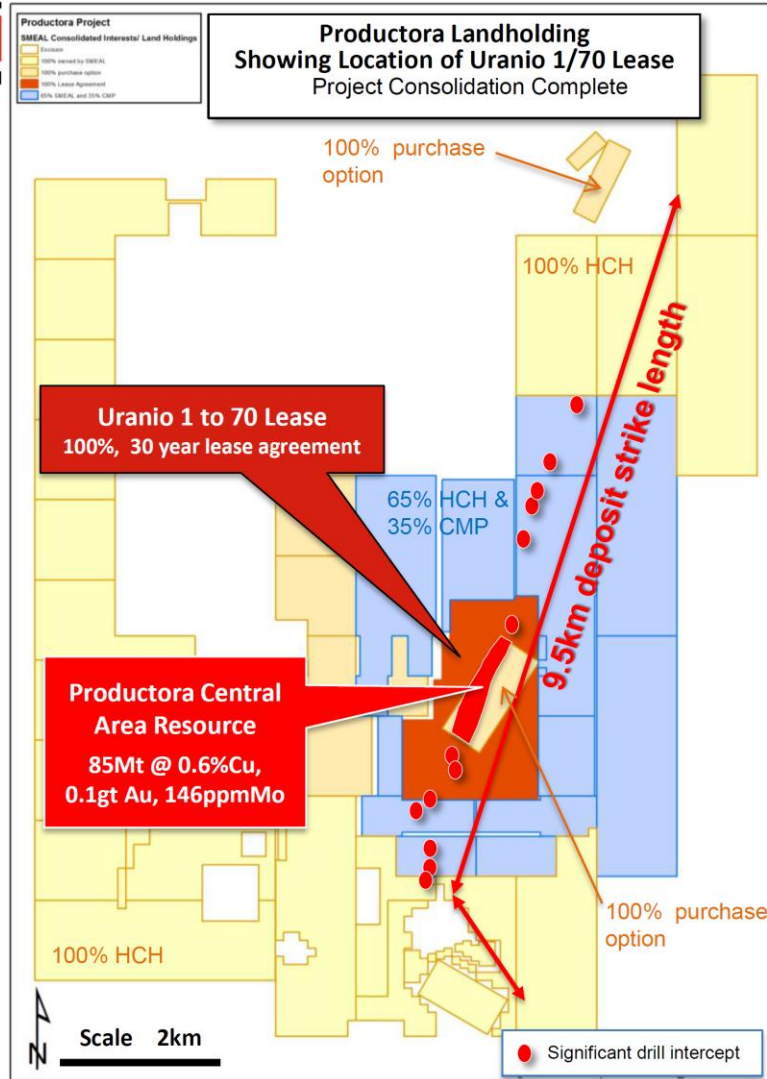 Productora Project
SMEAL Consolidated Interests/ Land Holdings
Excision
100% owned by SMEAL
100% purchase option
100% Lease Agreement
65% SMEAL and 35% CMP
Productora Landholding
Showing Location of Uranio 1/70 Lease
Project Consolidation Complete
100% purchase
option
100% HCH
9.5km deposit strike length
Uranio 1 to 70 Lease
100%, 30 year lease agreement
65% HCH &
35% CMP
Productora Central
Area Resource
85Mt @ 0.6%Cu,
0.1gt Au, 146ppmMo
100% purchase
option
100% HCH
N
Scale 2km
Significant drill intercept